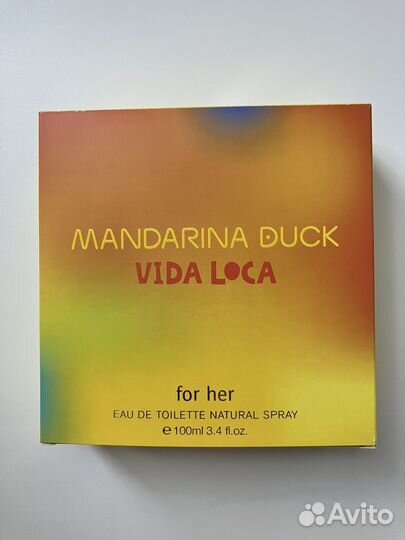 MANDARINA DUCK
VIDA LOCA
for her
EAU DE TOILETTE NATURAL SPRAY
℮ 100ml 3.4 fl.oz.
Avito